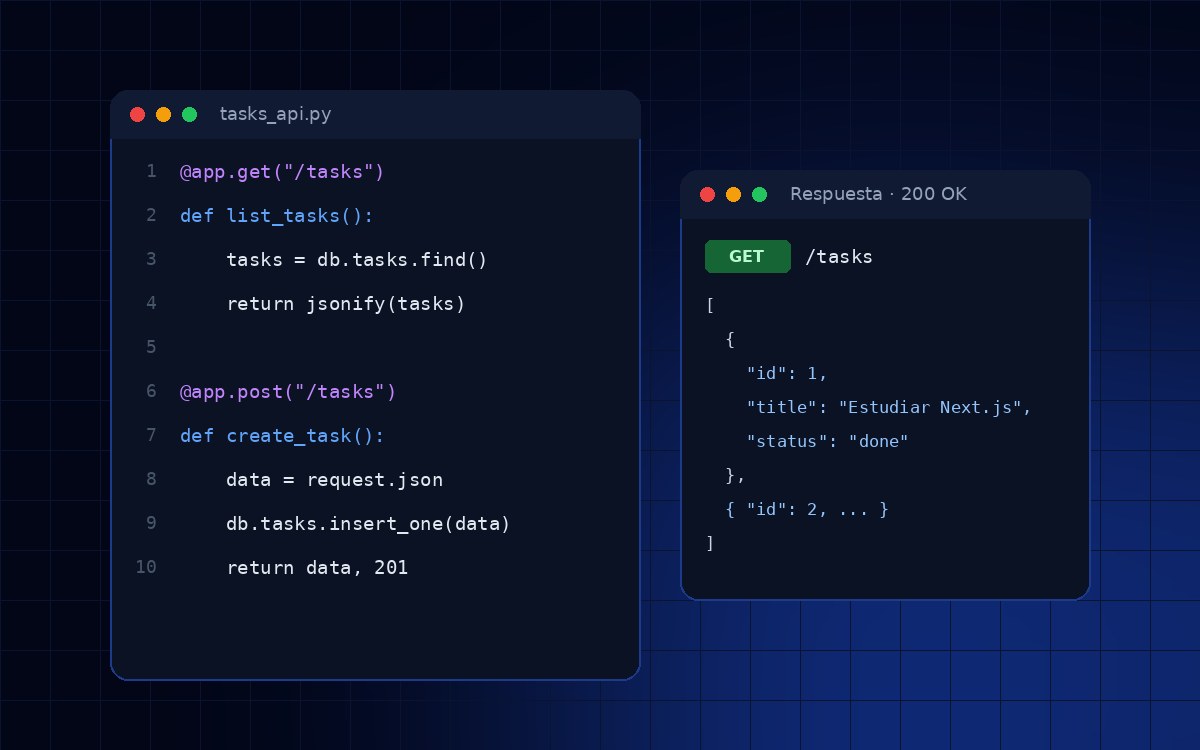 tasks_api.py
1 @app.get("/tasks")
2 def list_tasks():
3     tasks = db.tasks.find()
4     return jsonify(tasks)
5
6 @app.post("/tasks")
7 def create_task():
8     data = request.json
9     db.tasks.insert_one(data)
10     return data, 201
Respuesta · 200 OK
GET /tasks
[
  {
    "id": 1,
    "title": "Estudiar Next.js",
    "status": "done"
  },
  { "id": 2, ... }
]